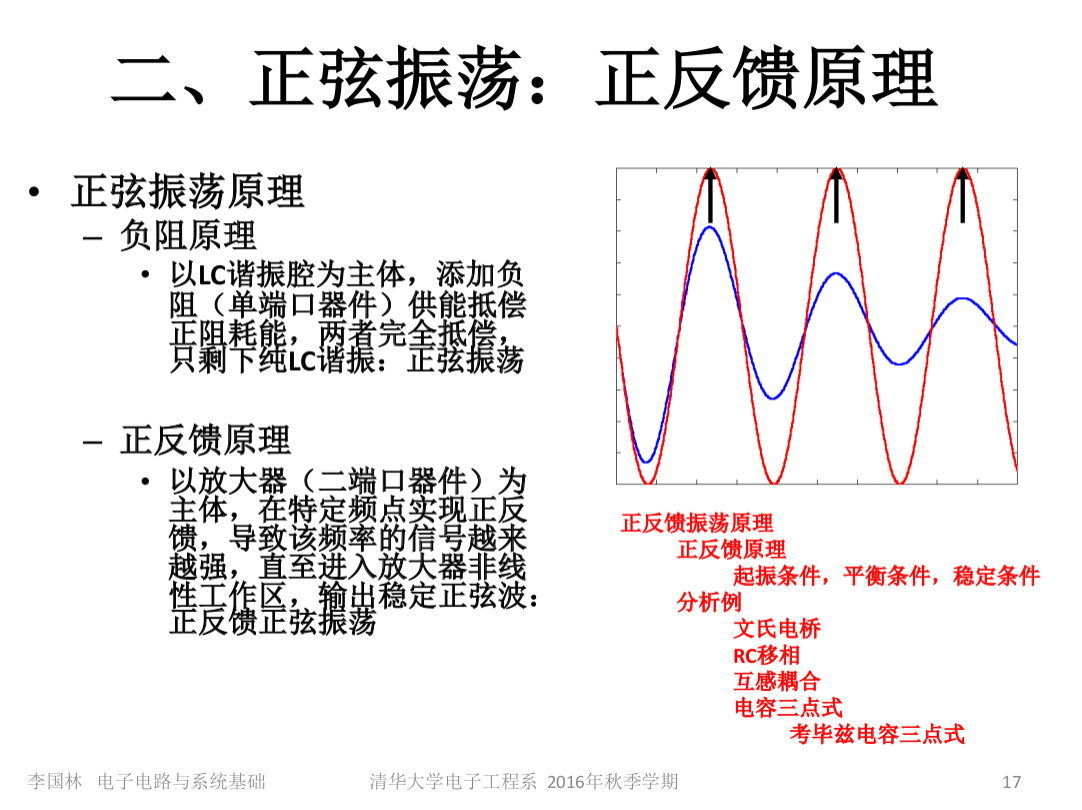 二、正弦振荡：正反馈原理
• 正弦振荡原理
– 负阻原理
• 以LC谐振腔为主体，添加负
阻（单端口器件）供能抵偿
正阻耗能，两者完全抵偿，
只剩下纯LC谐振：正弦振荡
– 正反馈原理
• 以放大器（二端口器件）为
主体，在特定频点实现正反
馈，导致该频率的信号越来
越强，直至进入放大器非线
性工作区，输出稳定正弦波：
正反馈正弦振荡
正反馈振荡原理
正反馈原理
起振条件，平衡条件，稳定条件
分析例
文氏电桥
RC移相
互感耦合
电容三点式
考毕兹电容三点式
李国林 电子电路与系统基础
清华大学电子工程系 2016年秋季学期
17